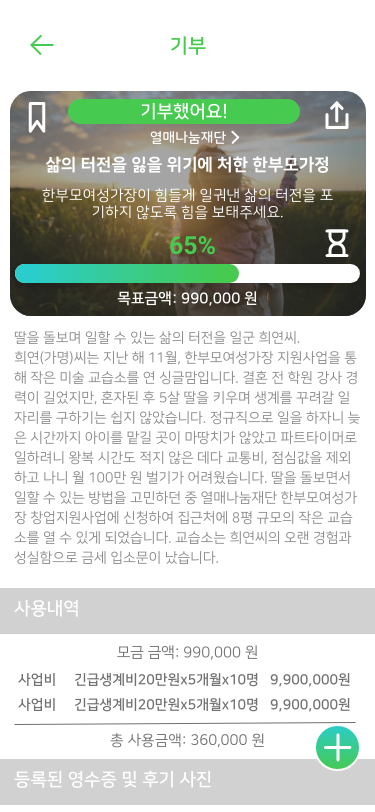 기부
기부했어요!
열매나눔재단
삶의 터전을 잃을 위기에 처한 한부모가정
한부모여성가장이 힘들게 일궈낸 삶의 터전을 포
기하지 않도록 힘을 보태주세요.
65%
목표금액: 990,000 원
딸을 돌보며 일할 수 있는 삶의 터전을 일군 희연씨.
희연(가명)씨는 지난 해 11월, 한부모여성가장 지원사업을 통
해 작은 미술 교습소를 연 싱글맘입니다. 결혼 전 학원 강사 경
력이 길었지만, 혼자된 후 5살 딸을 키우며 생계를 꾸려갈 일
자리를 구하기는 쉽지 않았습니다. 정규직으로 일을 하자니 늦
은 시간까지 아이를 맡길 곳이 마땅치가 않았고 파트타이머로
일하려니 왕복 시간도 적지 않은 데다 교통비, 점심값을 제외
하고 나니 월 100만 원 벌기가 어려웠습니다. 딸을 돌보면서
일할 수 있는 방법을 고민하던 중 열매나눔재단 한부모여성가
장 창업지원사업에 신청하여 집근처에 8평 규모의 작은 교습
소를 열 수 있게 되었습니다. 교습소는 희연씨의 오랜 경험과
성실함으로 금세 입소문이 났습니다.
사용내역
모금 금액: 990,000 원
사업비 긴급생계비20만원x5개월x10명 9,900,000원
사업비 긴급생계비20만원x5개월x10명 9,900,000원
총 사용금액: 360,000 원
등록된 영수증 및 후기 사진